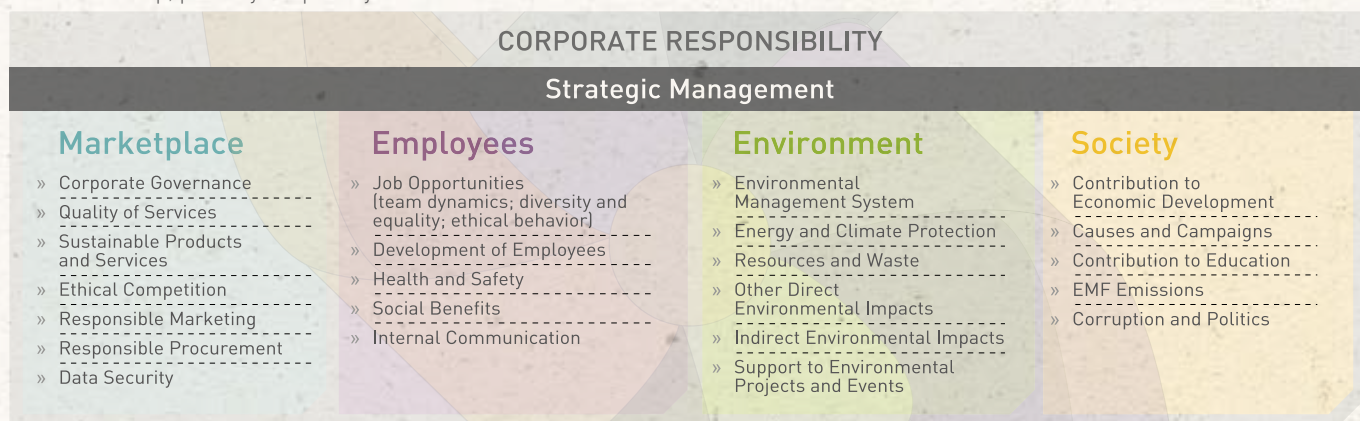 CORPORATE RESPONSIBILITY
Strategic Management
Marketplace
» Corporate Governance
» Quality of Services
» Sustainable Products
and Services
» Ethical Competition
» Responsible Marketing
» Responsible Procurement
» Data Security
Employees
» Job Opportunities
(team dynamics; diversity and
equality; ethical behavior)
» Development of Employees
» Health and Safety
» Social Benefits
» Internal Communication
Environment
» Environmental
Management System
» Energy and Climate Protection
» Resources and Waste
» Other Direct
Environmental Impacts
» Indirect Environmental Impacts
» Support to Environmental
Projects and Events
Society
» Contribution to
Economic Development
» Causes and Campaigns
» Contribution to Education
» EMF Emissions
» Corruption and Politics